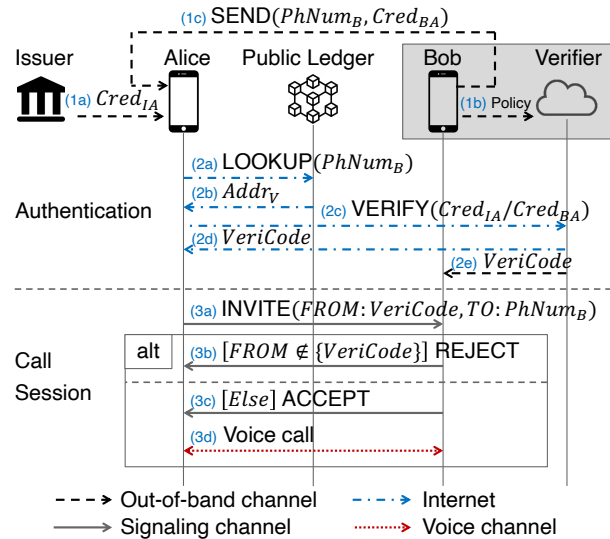 (1c) SEND(PhNum_B, Cred_BA)
Issuer Alice Public Ledger Bob Verifier
(1a) Cred_IA
(1b) Policy
(2a) LOOKUP(PhNum_B)
(2b) Addr_V
(2c) VERIFY(Cred_IA/Cred_BA)
Authentication
(2d) VeriCode
(2e) VeriCode
(3a) INVITE(FROM: VeriCode, TO: PhNum_B)
alt
(3b) [FROM ∉ {VeriCode}] REJECT
Call
Session
(3c) [Else] ACCEPT
(3d) Voice call
Out-of-band channel Internet
Signaling channel Voice channel